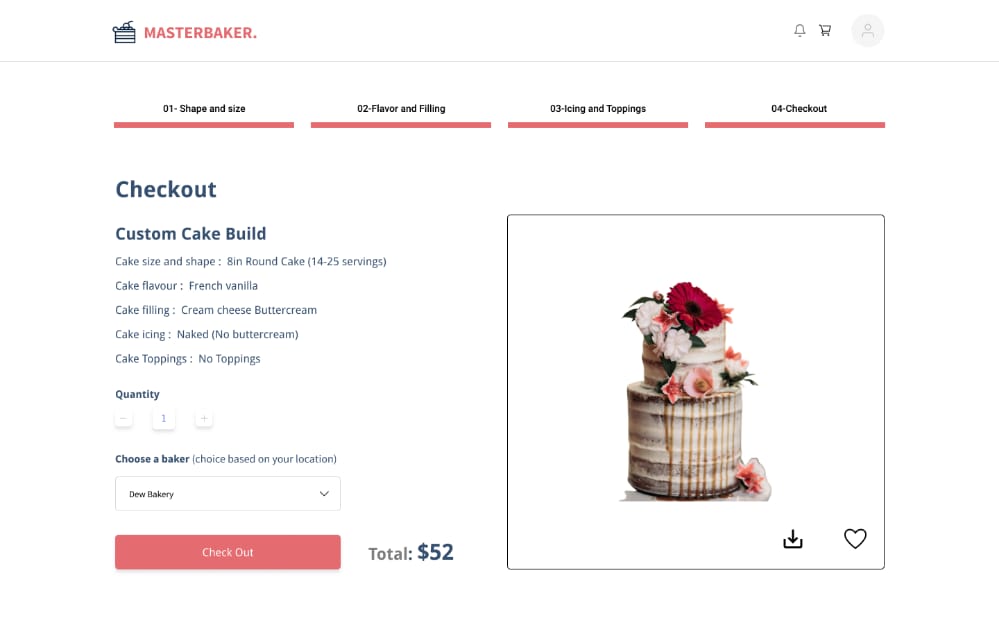 MASTERBAKER.
01- Shape and size
02-Flavor and Filling
03-Icing and Toppings
04-Checkout
Checkout
Custom Cake Build
Cake size and shape : 8in Round Cake (14-25 servings)
Cake flavour : French vanilla
Cake filling : Cream cheese Buttercream
Cake icing : Naked (No buttercream)
Cake Toppings : No Toppings
Quantity
− 1 +
Choose a baker (choice based on your location)
Dew Bakery
Check Out
Total: $52